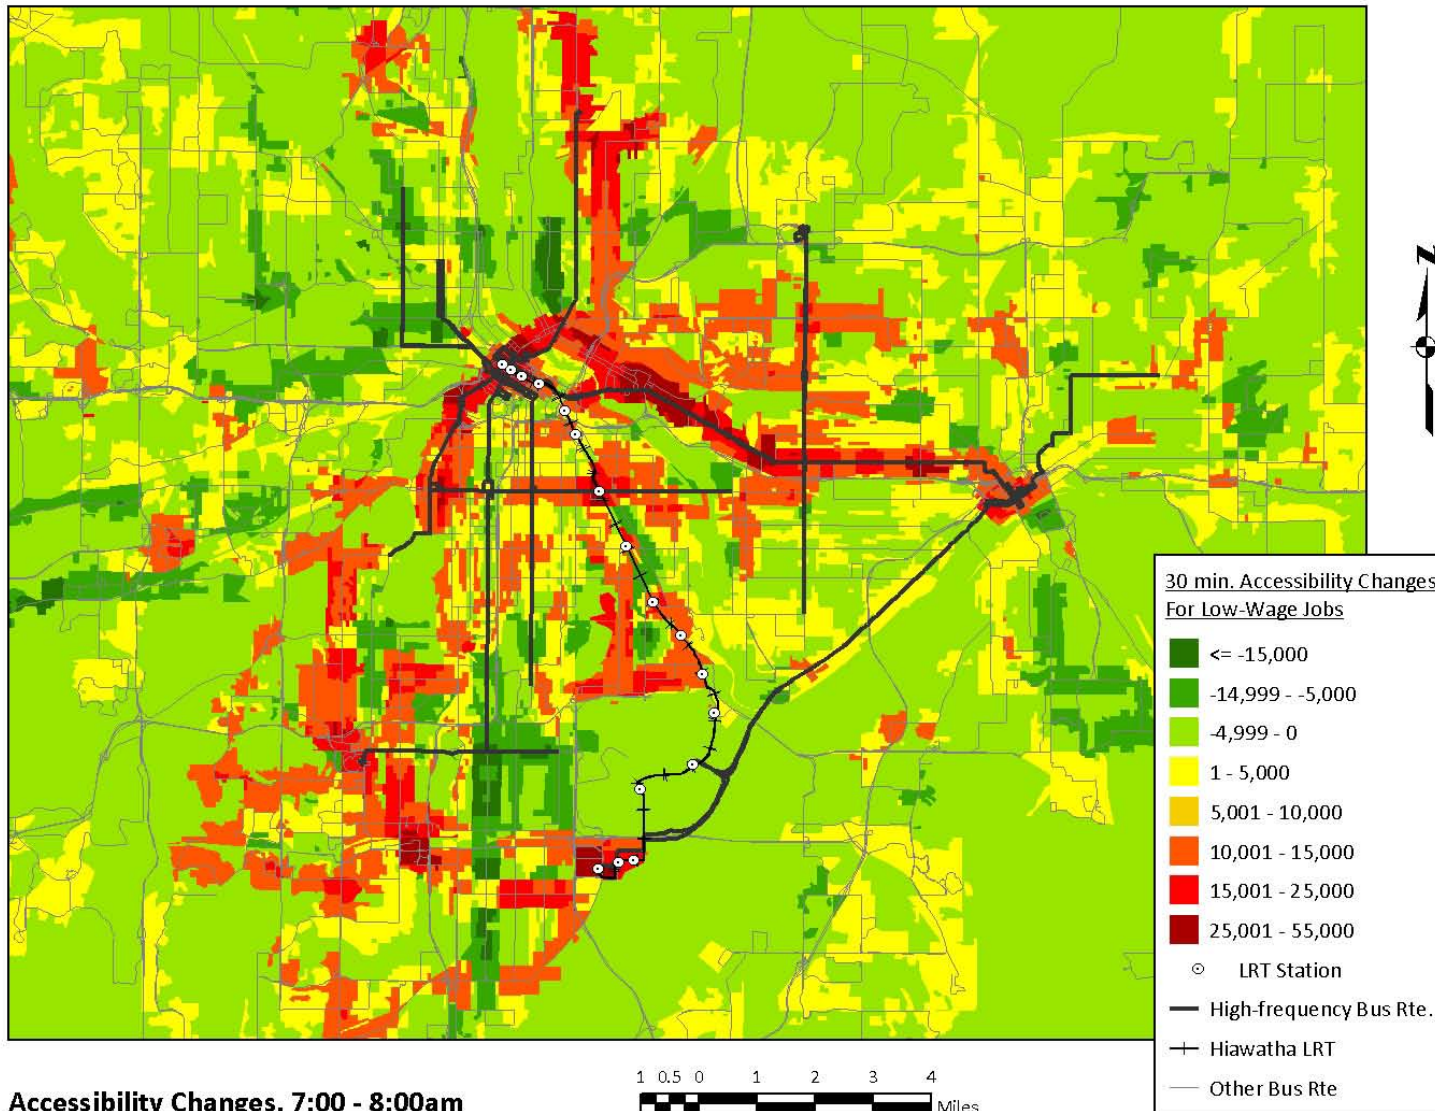 N
30 min. Accessibility Changes
For Low-Wage Jobs
<= -15,000
-14,999 - -5,000
-4,999 - 0
1 - 5,000
5,001 - 10,000
10,001 - 15,000
15,001 - 25,000
25,001 - 55,000
LRT Station
High-frequency Bus Rte.
Hiawatha LRT
Other Bus Rte
1 0.5 0 1 2 3 4
Miles
Accessibility Changes, 7:00 - 8:00am